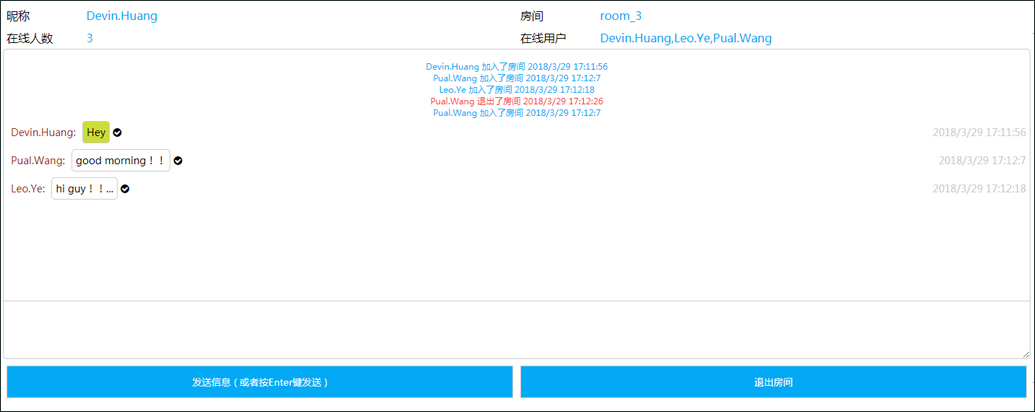 昵称 Devin.Huang 房间 room_3
在线人数 3 在线用户 Devin.Huang,Leo.Ye,Pual.Wang
Devin.Huang 加入了房间 2018/3/29 17:11:56
Pual.Wang 加入了房间 2018/3/29 17:12:7
Leo.Ye 加入了房间 2018/3/29 17:12:18
Pual.Wang 退出了房间 2018/3/29 17:12:26
Pual.Wang 加入了房间 2018/3/29 17:12:7
Devin.Huang: Hey 2018/3/29 17:11:56
Pual.Wang: good morning！！ 2018/3/29 17:12:7
Leo.Ye: hi guy！！... 2018/3/29 17:12:18
发送信息（或者按Enter键发送） 退出房间